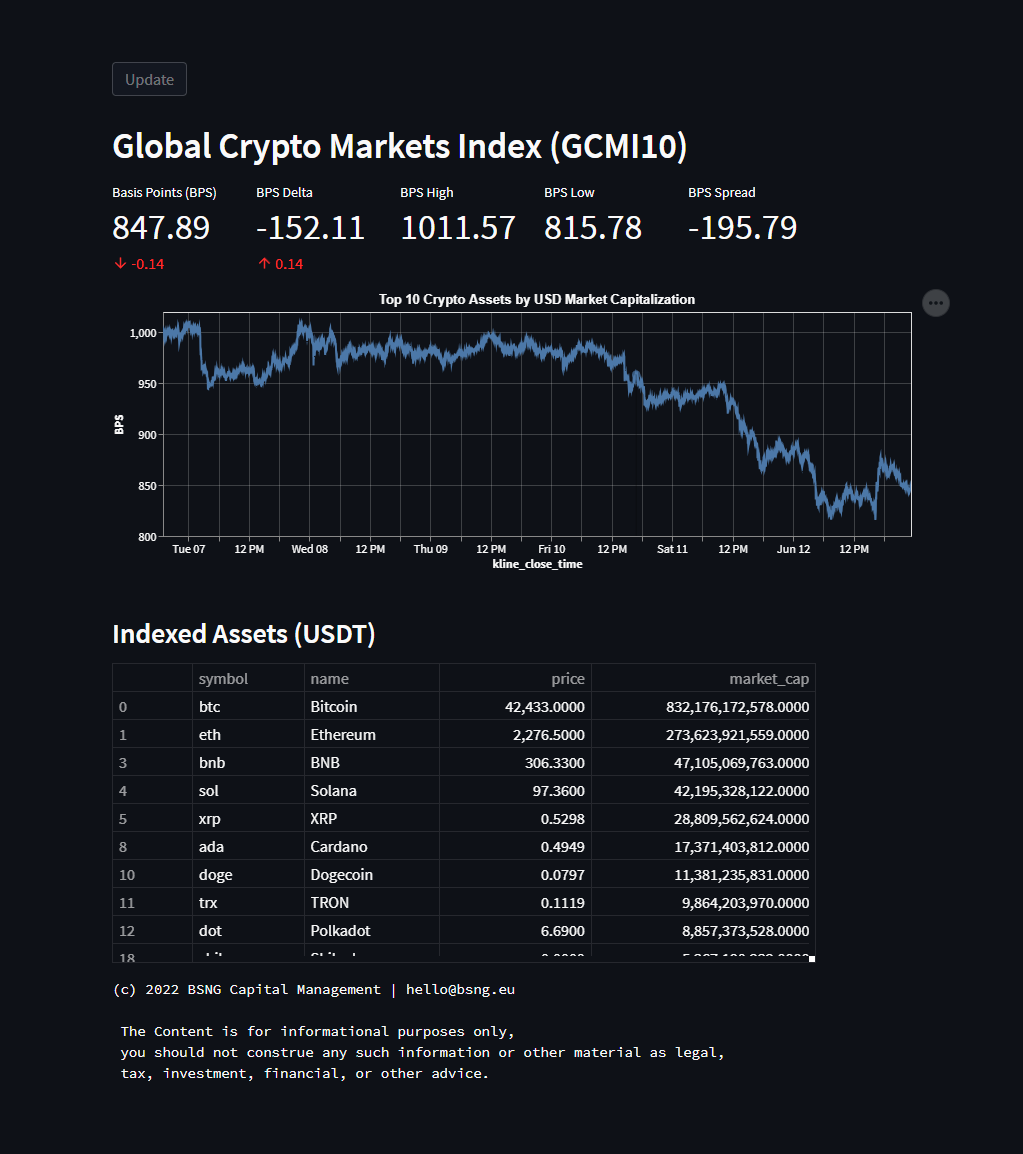 Update
Global Crypto Markets Index (GCMI10)
Basis Points (BPS) BPS Delta BPS High BPS Low BPS Spread
847.89 -152.11 1011.57 815.78 -195.79
↓ -0.14 ↑ 0.14
Top 10 Crypto Assets by USD Market Capitalization
1,000
950
900
850
800
BPS
Tue 07 12 PM Wed 08 12 PM Thu 09 12 PM Fri 10 12 PM Sat 11 12 PM Jun 12 12 PM
kline_close_time
Indexed Assets (USDT)
symbol name price market_cap
0 btc Bitcoin 42,433.0000 832,176,172,578.0000
1 eth Ethereum 2,276.5000 273,623,921,559.0000
3 bnb BNB 306.3300 47,105,069,763.0000
4 sol Solana 97.3600 42,195,328,122.0000
5 xrp XRP 0.5298 28,809,562,624.0000
8 ada Cardano 0.4949 17,371,403,812.0000
10 doge Dogecoin 0.0797 11,381,235,831.0000
11 trx TRON 0.1119 9,864,203,970.0000
12 dot Polkadot 6.6900 8,857,373,528.0000
18
(c) 2022 BSNG Capital Management | hello@bsng.eu
The Content is for informational purposes only,
you should not construe any such information or other material as legal,
tax, investment, financial, or other advice.